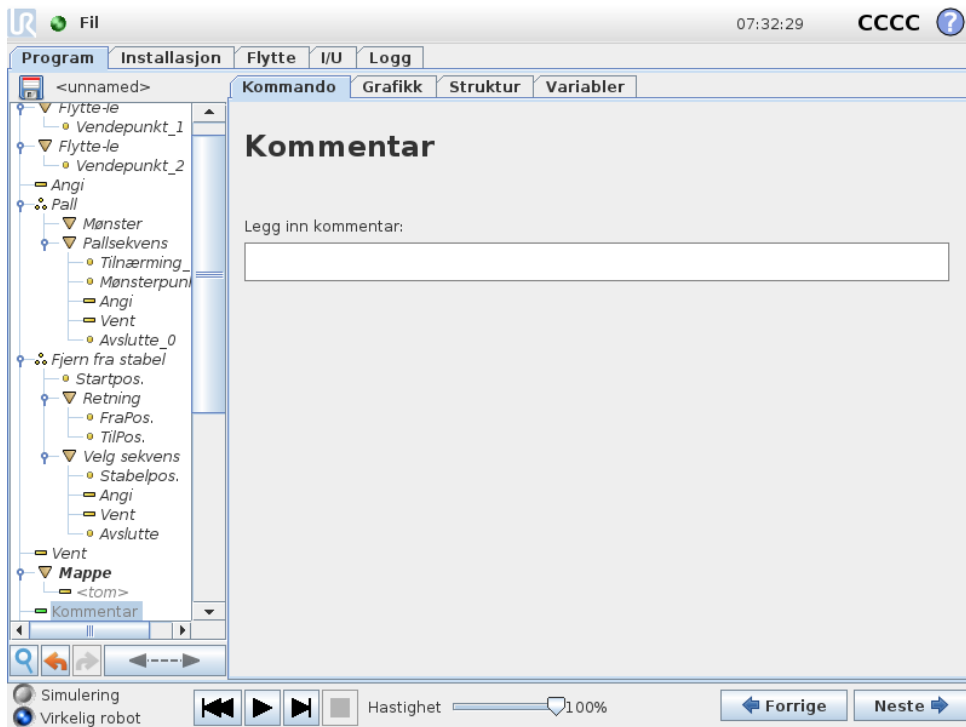 UR Fil 07:32:29 CCCC ?
Program Installasjon Flytte I/U Logg
<unnamed> Kommando Grafikk Struktur Variabler
Flytte-le
Vendepunkt_1
Flytte-le
Vendepunkt_2
Angi
Pall
Mønster
Pallsekvens
Tilnærming_
Mønsterpunl
Angi
Vent
Avslutte_0
Fjern fra stabel
Startpos.
Retning
FraPos.
TilPos.
Velg sekvens
Stabelpos.
Angi
Vent
Avslutte
Vent
Mappe
<tom>
Kommentar
Kommentar
Legg inn kommentar:
Simulering
Virkelig robot
Hastighet 100%
Forrige Neste